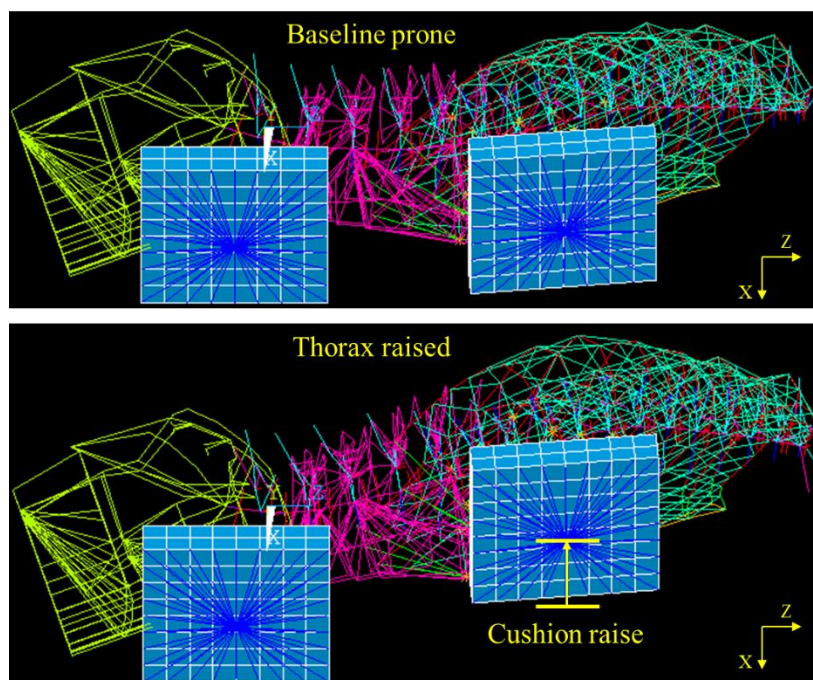 Baseline prone
Y
Z
X
Z
X
Thorax raised
Y
Z
X
Cushion raise
Z
X